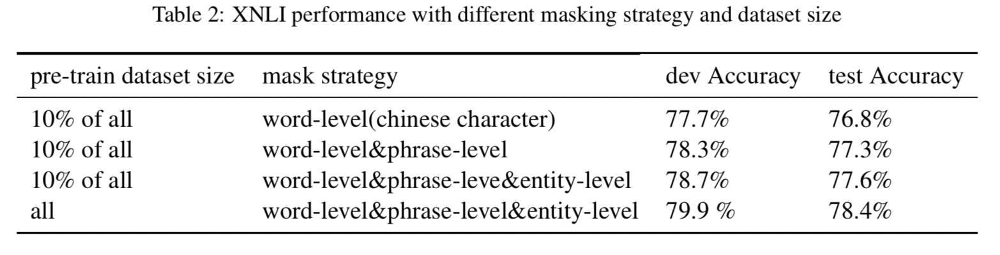 Table 2: XNLI performance with different masking strategy and dataset size
pre-train dataset size mask strategy dev Accuracy test Accuracy
10% of all word-level(chinese character) 77.7% 76.8%
10% of all word-level&phrase-level 78.3% 77.3%
10% of all word-level&phrase-leve&entity-level 78.7% 77.6%
all word-level&phrase-level&entity-level 79.9 % 78.4%